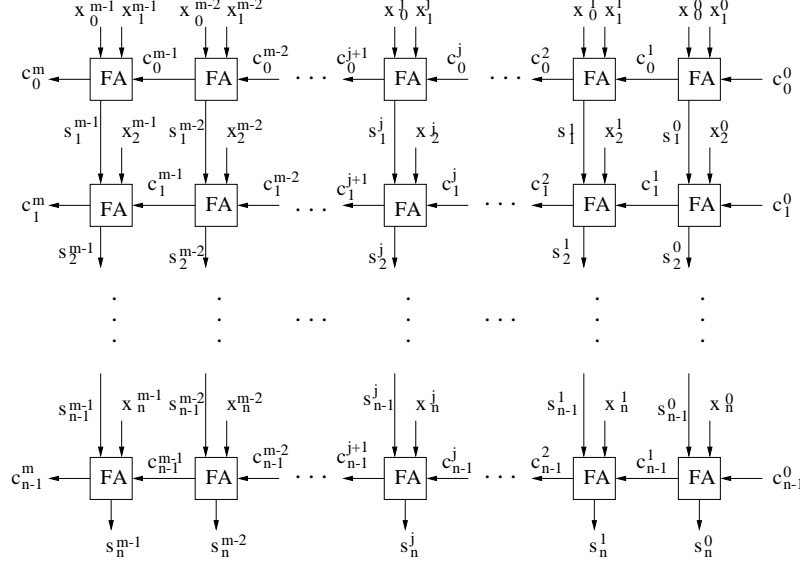 x_0^{m-1} x_1^{m-1} x_0^{m-2} x_1^{m-2} x_0^j x_1^j x_0^1 x_1^1 x_0^0 x_1^0
c_0^m FA c_0^{m-1} FA c_0^{m-2} ... c_0^{j+1} FA c_0^j ... c_0^2 FA c_0^1 FA c_0^0
s_1^{m-1} x_2^{m-1} s_1^{m-2} x_2^{m-2} s_1^j x_2^j s_1^1 x_2^1 s_1^0 x_2^0
c_1^m FA c_1^{m-1} FA c_1^{m-2} ... c_1^{j+1} FA c_1^j ... c_1^2 FA c_1^1 FA c_1^0
s_2^{m-1} s_2^{m-2} s_2^j s_2^1 s_2^0
. . . . .
. . ... . ... . .
. . . . .
s_{n-1}^{m-1} x_n^{m-1} s_{n-1}^{m-2} x_n^{m-2} s_{n-1}^j x_n^j s_{n-1}^1 x_n^1 s_{n-1}^0 x_n^0
c_{n-1}^m FA c_{n-1}^{m-1} FA c_{n-1}^{m-2} ... c_{n-1}^{j+1} FA c_{n-1}^j ... c_{n-1}^2 FA c_{n-1}^1 FA c_{n-1}^0
s_n^{m-1} s_n^{m-2} s_n^j s_n^1 s_n^0